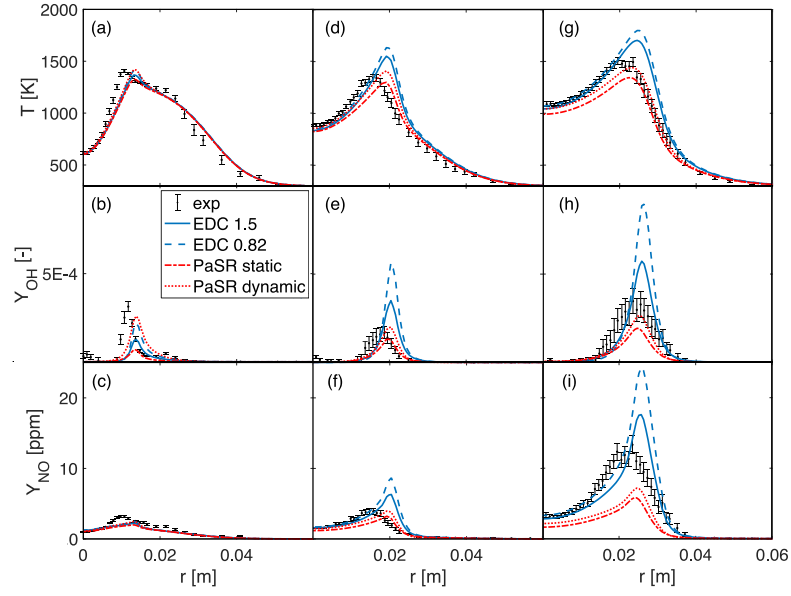 (a)
(d)
(g)
2000
1500
1000
500
T [K]
(b)
(e)
(h)
exp
EDC 1.5
EDC 0.82
PaSR static
PaSR dynamic
5E-4
Y_OH [-]
(c)
(f)
(i)
20
10
0
Y_NO [ppm]
0 0.02 0.04
0.02 0.04
0.02 0.04 0.06
r [m] r [m] r [m]